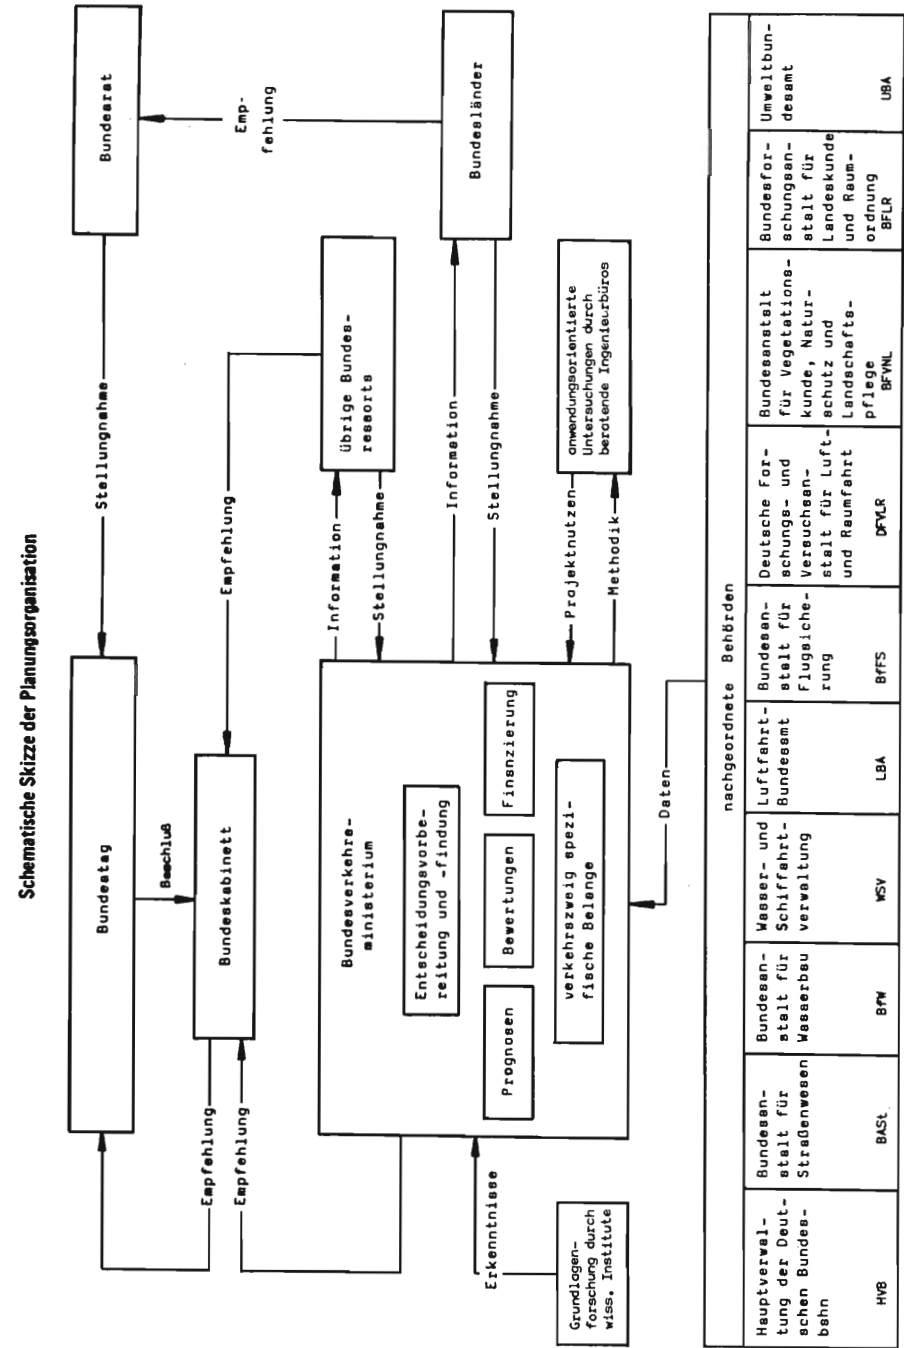 Schematische Skizze der Planungsorganisation
Bundestag
Stellungnahme
Bundesrat
Beschluß
Emp-
fehlung
Empfehlung
Bundeskabinett
Empfehlung
Empfehlung
Bundesländer
übrige Bundes-
ressorts
Information
Stellungnahme
Information
Stellungnahme
Bundesverkehrs-
ministerium
Entscheidungsvorbe-
reitung und -findung
Prognosen
Bewertungen
Finanzierung
verkehrszweig spezi-
fische Belange
Projektnutzen
Methodik
anwendungsorientierte
Untersuchungen durch
beratende Ingenieurbüros
Erkenntnisse
Grundlagen-
forschung durch
wiss. Institute
Daten
nachgeordnete Behörden
Hauptverwal-
tung der Deut-
schen Bundes-
bahn
HVB
Bundesan-
stalt für
Straßenwesen
BASt
Bundesan-
stalt für
Wasserbau
BfW
Wasser- und
Schiffahrt-
verwaltung
WSV
Luftfahrt-
Bundesamt
LBA
Bundesan-
stalt für
Flugsiche-
rung
BfFS
Deutsche For-
schungs- und
Versuchsan-
stalt für Luft-
und Raumfahrt
DFVLR
Bundesanstalt
für Vegetations-
kunde, Natur-
schutz und
Landschafts-
pflege
BFVNL
Bundesfor-
schungsan-
stalt für
Landeskunde
und Raum-
ordnung
BFLR
Umweltbun-
desamt
UBA